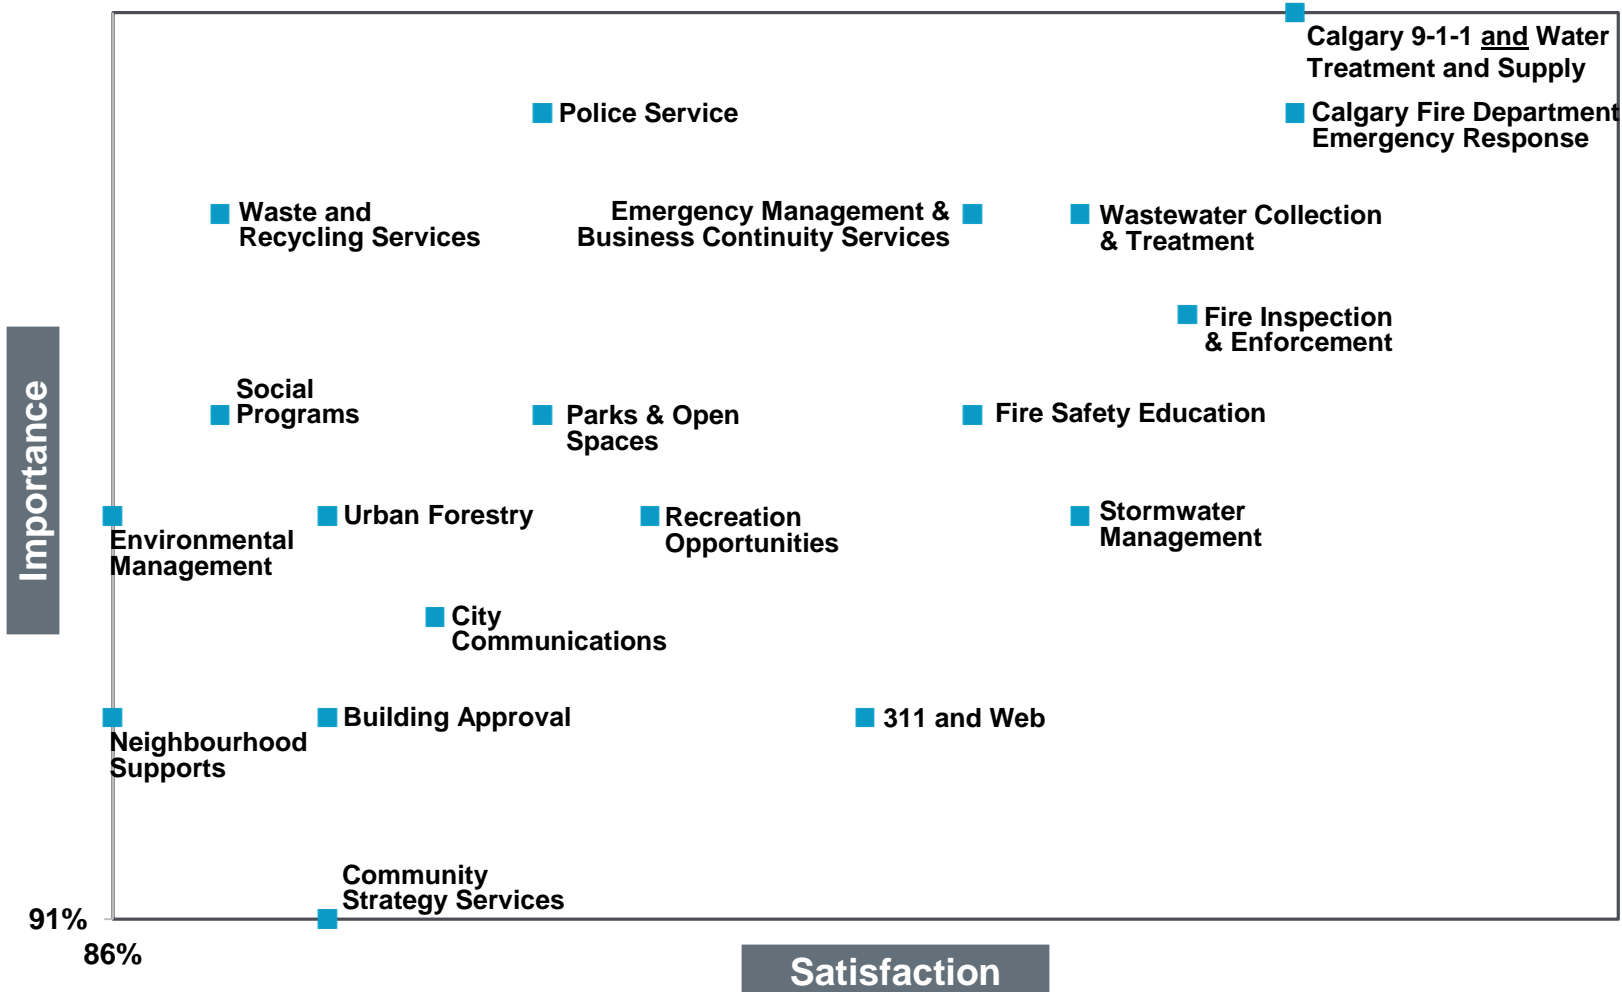 Calgary 9-1-1 and Water
Treatment and Supply
Police Service
Calgary Fire Department
Emergency Response
Waste and
Recycling Services
Emergency Management &
Business Continuity Services
Wastewater Collection
& Treatment
Fire Inspection
& Enforcement
Social
Programs
Parks & Open
Spaces
Fire Safety Education
Importance
Environmental
Management
Urban Forestry
Recreation
Opportunities
Stormwater
Management
City
Communications
Neighbourhood
Supports
Building Approval
311 and Web
Community
Strategy Services
91%
86%
Satisfaction